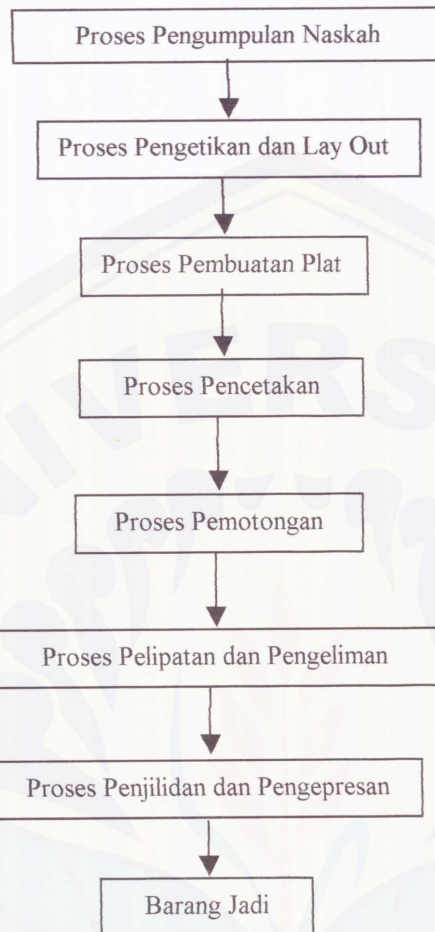 Proses Pengumpulan Naskah
Proses Pengetikan dan Lay Out
Proses Pembuatan Plat
Proses Pencetakan
Proses Pemotongan
Proses Pelipatan dan Pengeliman
Proses Penjilidan dan Pengepresan
Barang Jadi
UNIVERS